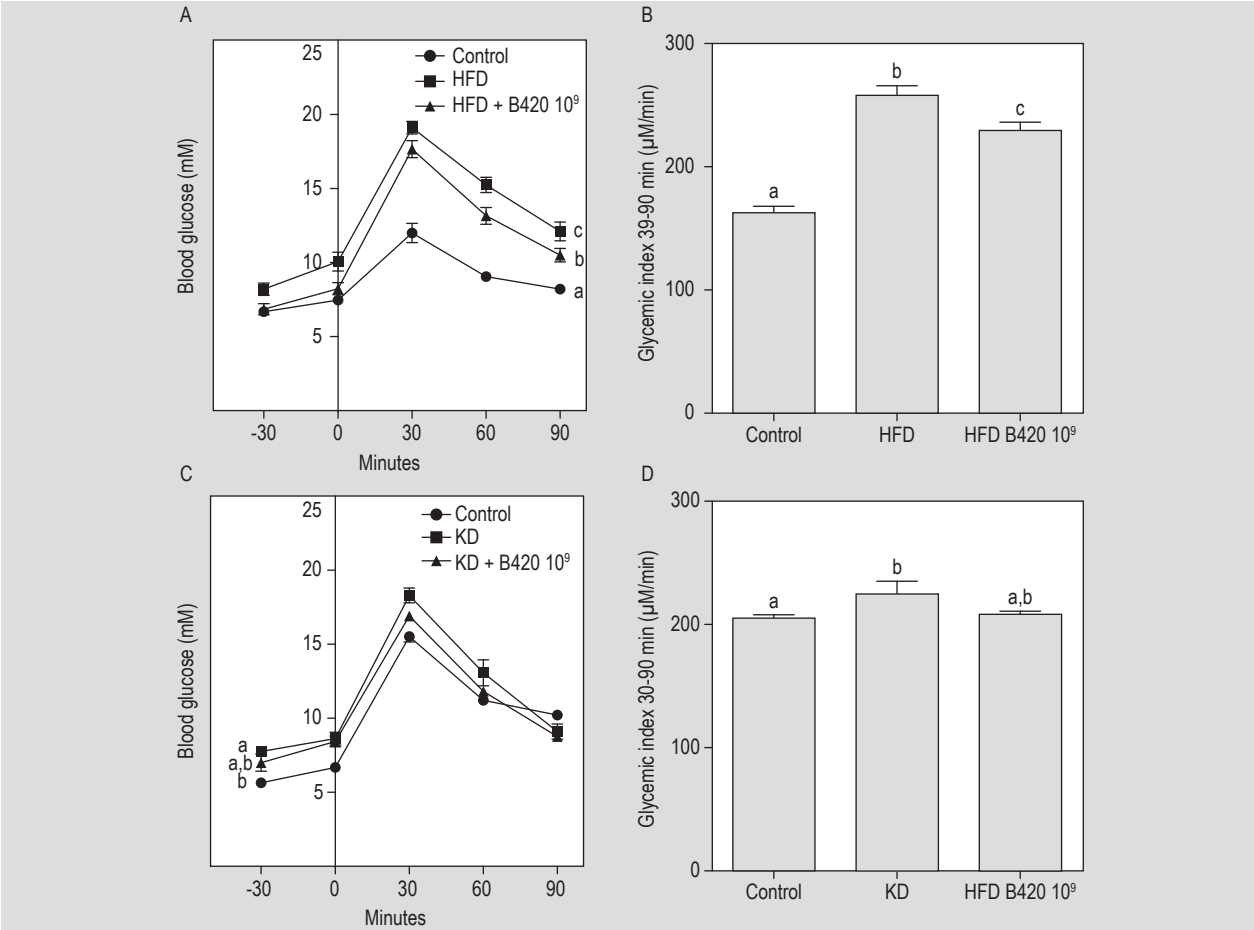 A
25
20
15
10
5
Blood glucose (mM)
Control
HFD
HFD + B420 10⁹
c
b
a
-30 0 30 60 90
Minutes
B
300
200
100
0
Glycemic index 39-90 min (µM/min)
a
b
c
Control HFD HFD B420 10⁹
C
25
20
15
10
5
Blood glucose (mM)
Control
KD
KD + B420 10⁹
a
a,b
b
-30 0 30 60 90
Minutes
D
300
200
100
0
Glycemic index 30-90 min (µM/min)
a
b
a,b
Control KD HFD B420 10⁹